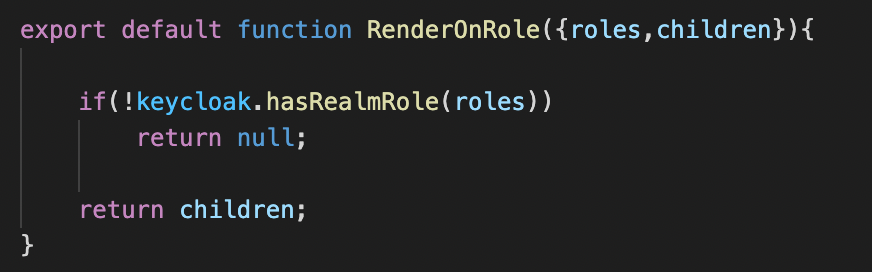 export default function RenderOnRole({roles,children}){
if(!keycloak.hasRealmRole(roles))
return null;
return children;
}